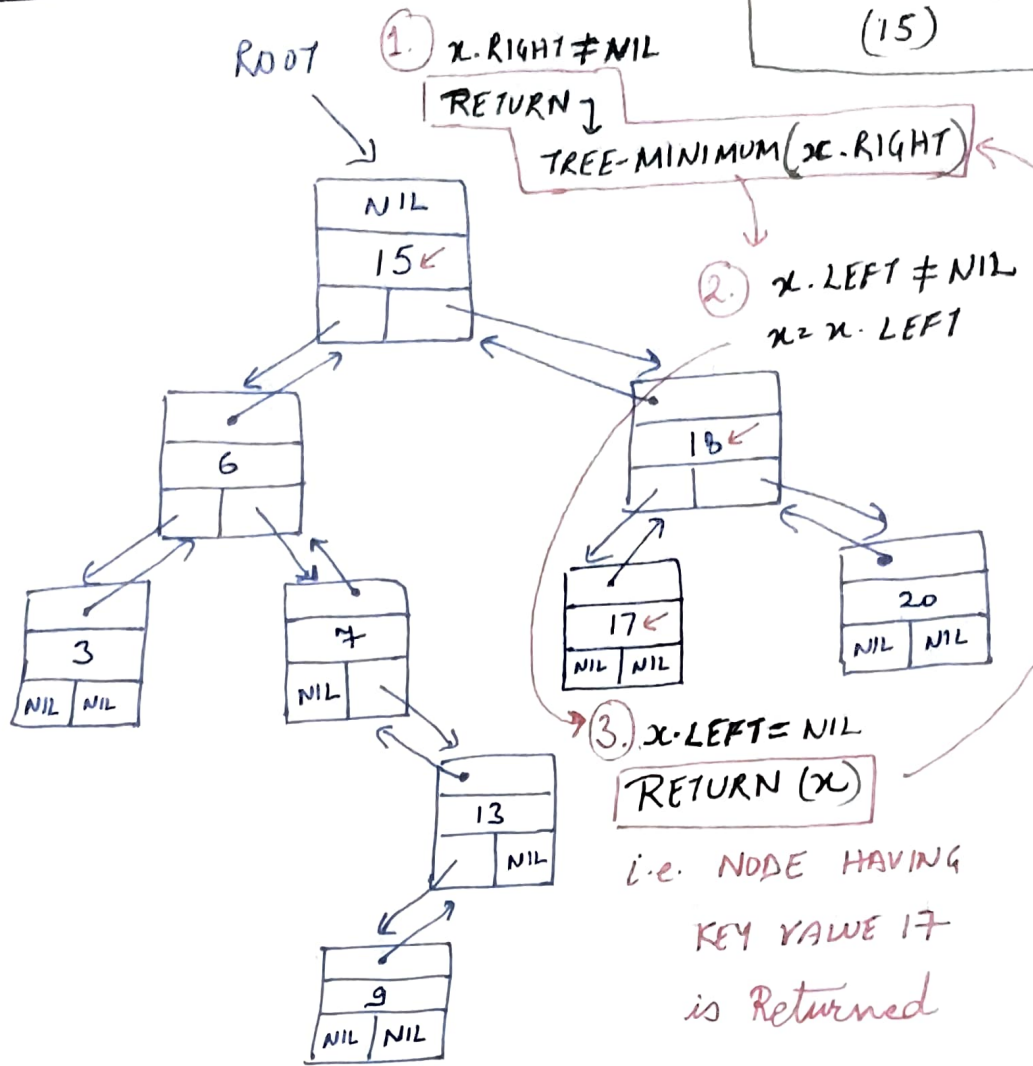 (15)
ROOT
1. x.RIGHT ≠ NIL
RETURN
TREE-MINIMUM(x.RIGHT)
NIL
15
2. x.LEFT ≠ NIL
x = x.LEFT
6
18
3
NIL NIL
7
NIL
17
NIL NIL
20
NIL NIL
3. x.LEFT = NIL
RETURN (x)
13
NIL
i.e. NODE HAVING
KEY VALUE 17
is Returned
9
NIL NIL